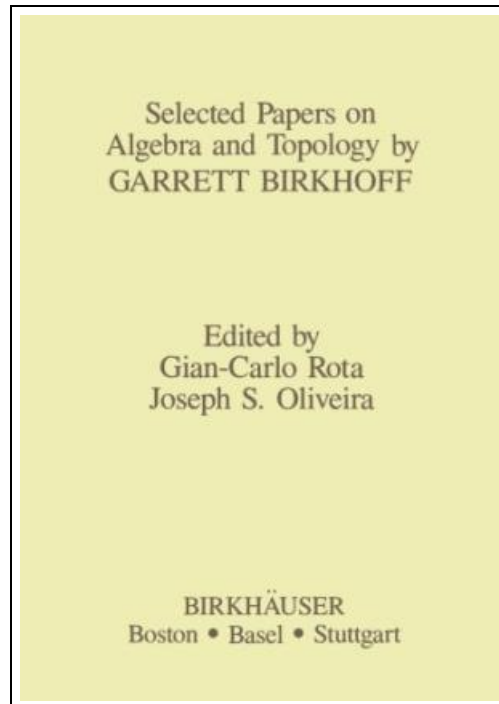 Selected Papers on
Algebra and Topology by
GARRETT BIRKHOFF
Edited by
Gian-Carlo Rota
Joseph S. Oliveira
BIRKHÄUSER
Boston • Basel • Stuttgart